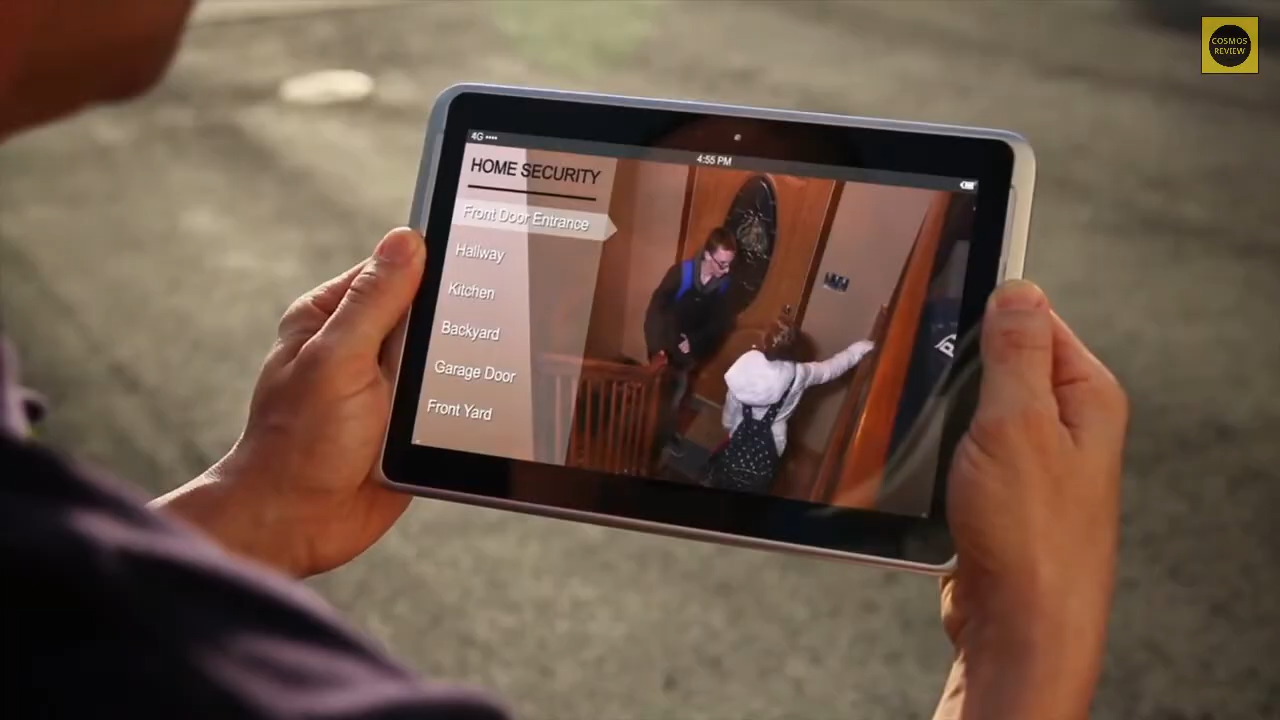 COSMOS
REVIEW
4G
4:55 PM
HOME SECURITY
Front Door Entrance
Hallway
Kitchen
Backyard
Garage Door
Front Yard